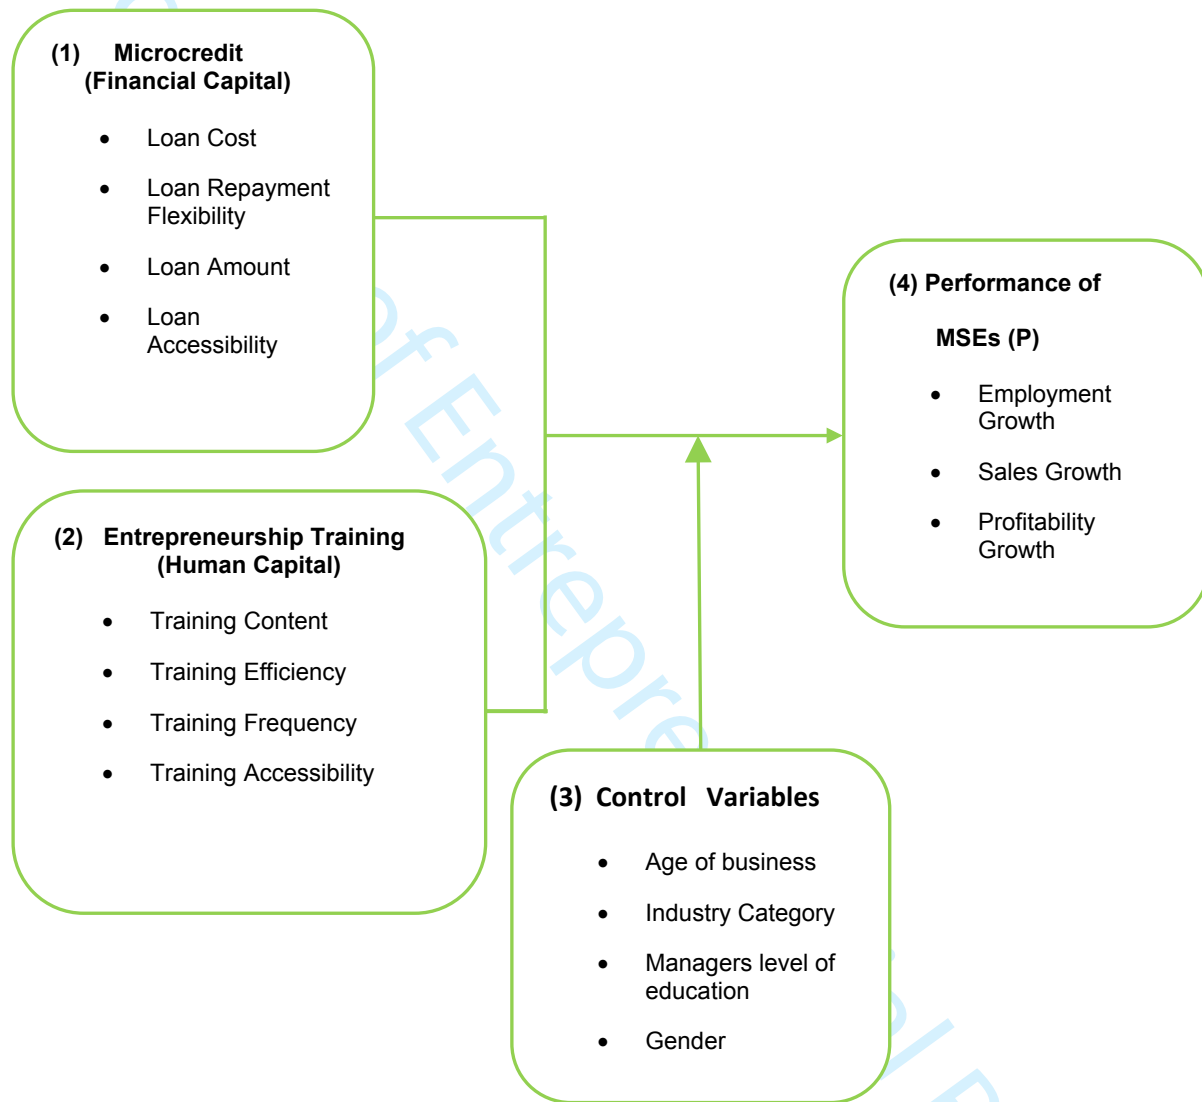 (1) Microcredit
(Financial Capital)
• Loan Cost
• Loan Repayment
Flexibility
• Loan Amount
• Loan
Accessibility
(2) Entrepreneurship Training
(Human Capital)
• Training Content
• Training Efficiency
• Training Frequency
• Training Accessibility
(3) Control Variables
• Age of business
• Industry Category
• Managers level of
education
• Gender
(4) Performance of
MSEs (P)
• Employment
Growth
• Sales Growth
• Profitability
Growth
of Entrepre